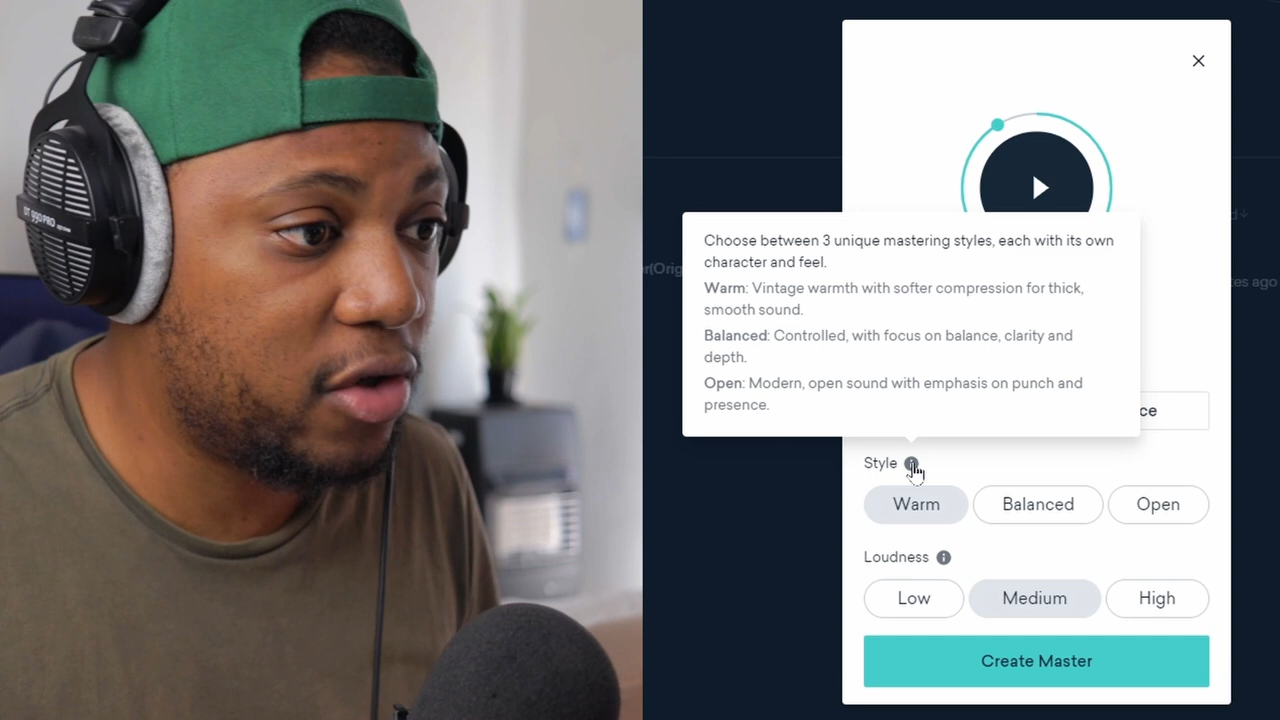 DT 990 PRO
Choose between 3 unique mastering styles, each with its own
character and feel.
Warm: Vintage warmth with softer compression for thick,
smooth sound.
Balanced: Controlled, with focus on balance, clarity and
depth.
Open: Modern, open sound with emphasis on punch and
presence.
Style
Warm Balanced Open
Loudness
Low Medium High
Create Master